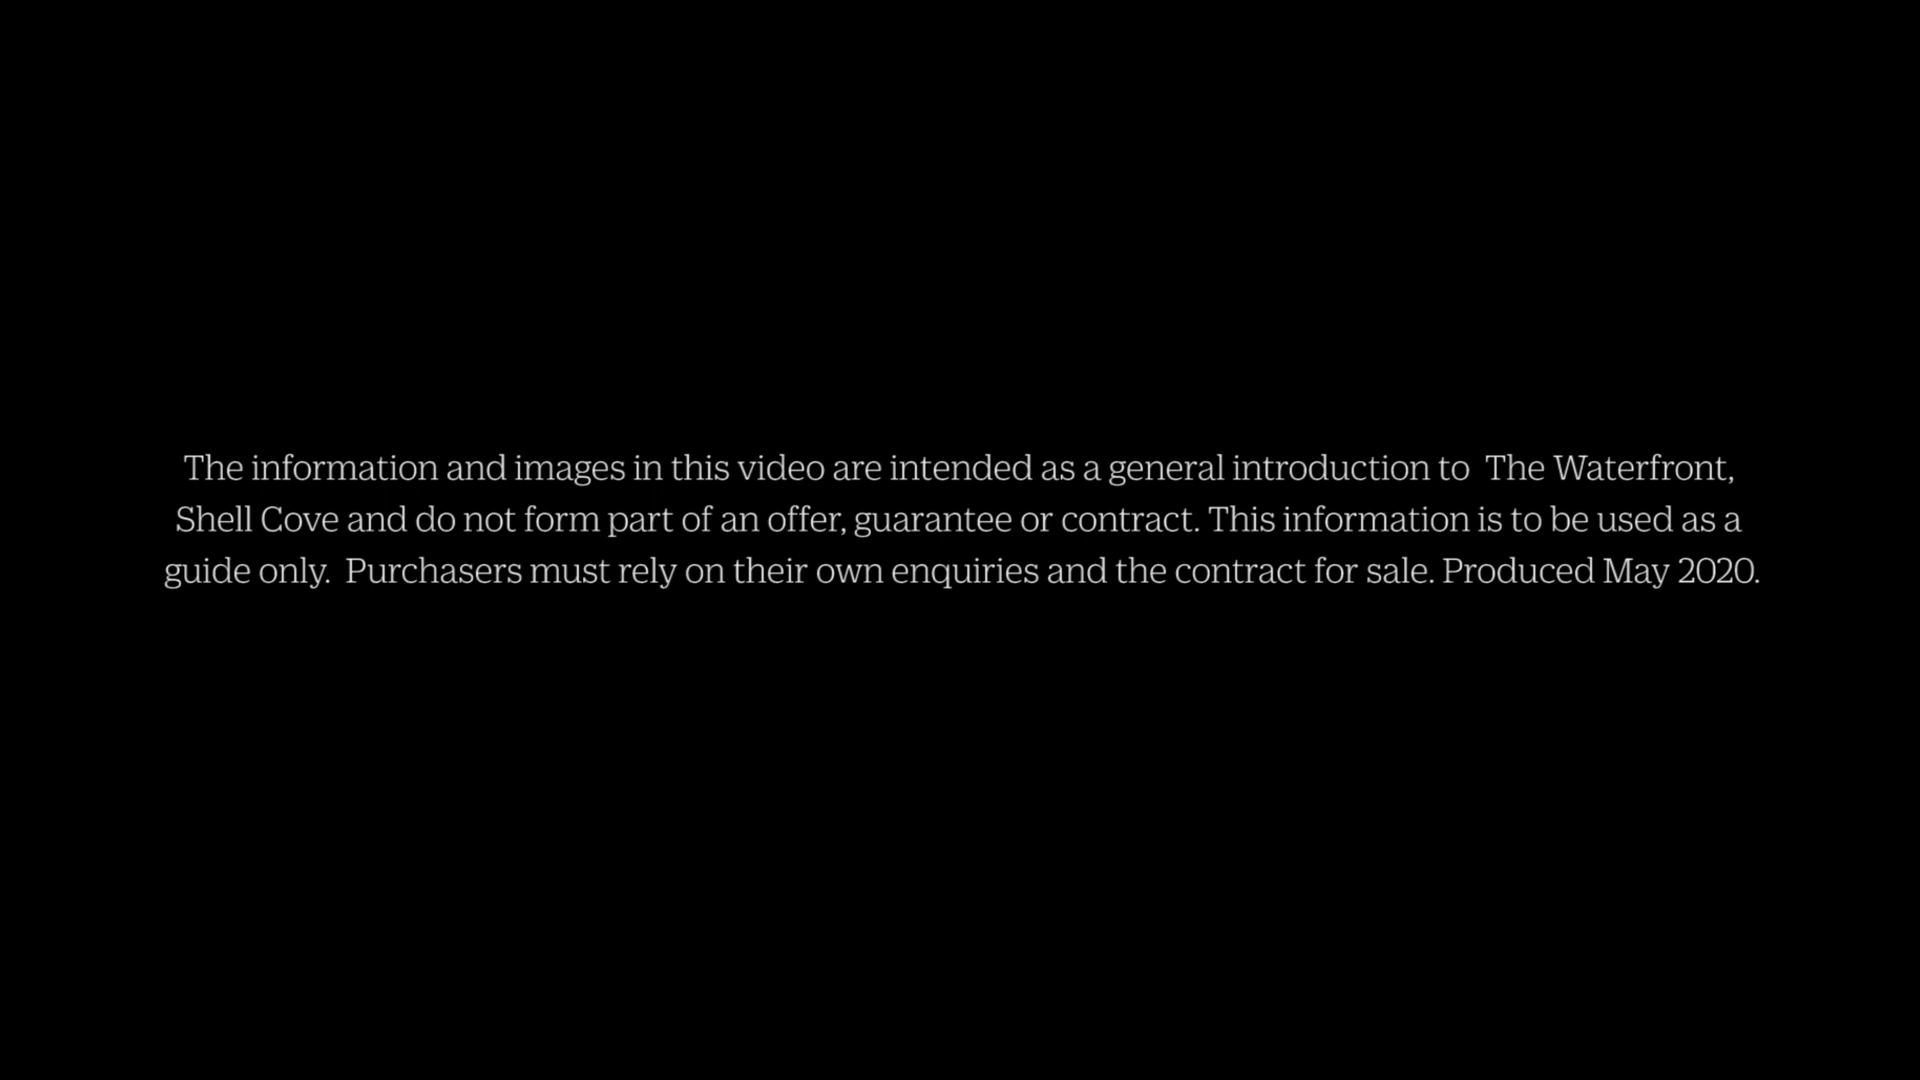 The information and images in this video are intended as a general introduction to  The Waterfront,
Shell Cove and do not form part of an offer, guarantee or contract. This information is to be used as a
guide only.  Purchasers must rely on their own enquiries and the contract for sale. Produced May 2020.